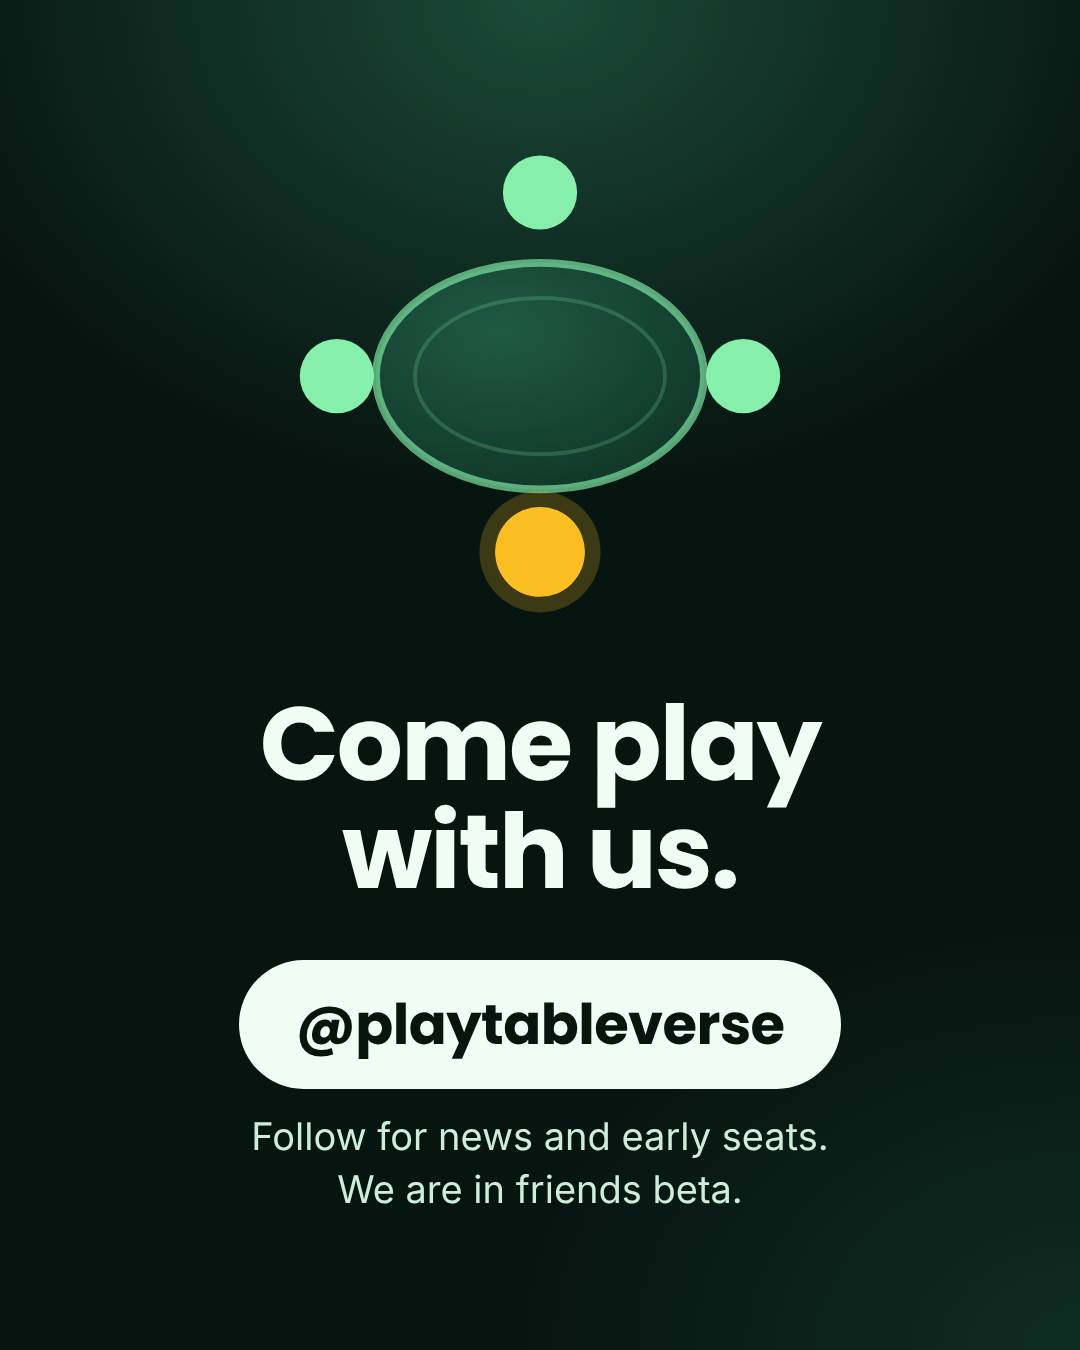 Come play
with us.
@playtableverse
Follow for news and early seats.
We are in friends beta.